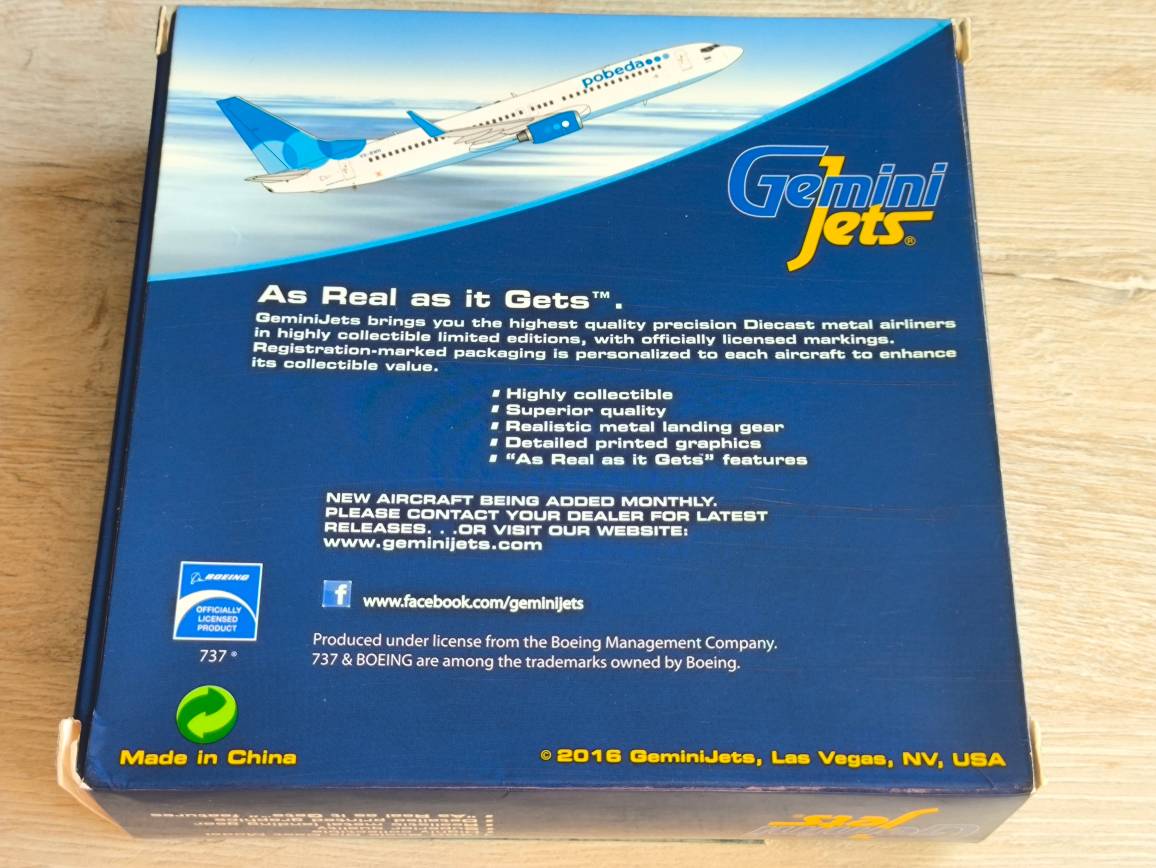 pobeda
Gemini
Jets®
As Real as it Gets™.
GeminiJets brings you the highest quality precision Diecast metal airliners
in highly collectible limited editions, with officially licensed markings.
Registration-marked packaging is personalized to each aircraft to enhance
its collectible value.
Highly collectible
Superior quality
Realistic metal landing gear
Detailed printed graphics
“As Real as it Gets” features
NEW AIRCRAFT BEING ADDED MONTHLY.
PLEASE CONTACT YOUR DEALER FOR LATEST
RELEASES. . .OR VISIT OUR WEBSITE:
www.geminijets.com
BOEING
OFFICIALLY
LICENSED
PRODUCT
737 ®
f www.facebook.com/geminijets
Produced under license from the Boeing Management Company.
737 & BOEING are among the trademarks owned by Boeing.
Made in China
© 2016 GeminiJets, Las Vegas, NV, USA
Gemini
Jets